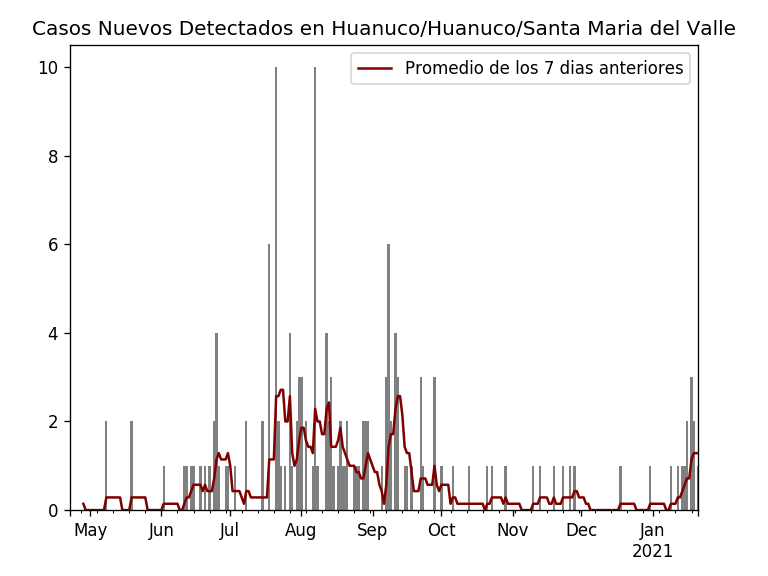 Casos Nuevos Detectados en Huanuco/Huanuco/Santa Maria del Valle
Promedio de los 7 dias anteriores
10
8
6
4
2
0
May Jun Jul Aug Sep Oct Nov Dec Jan
2021